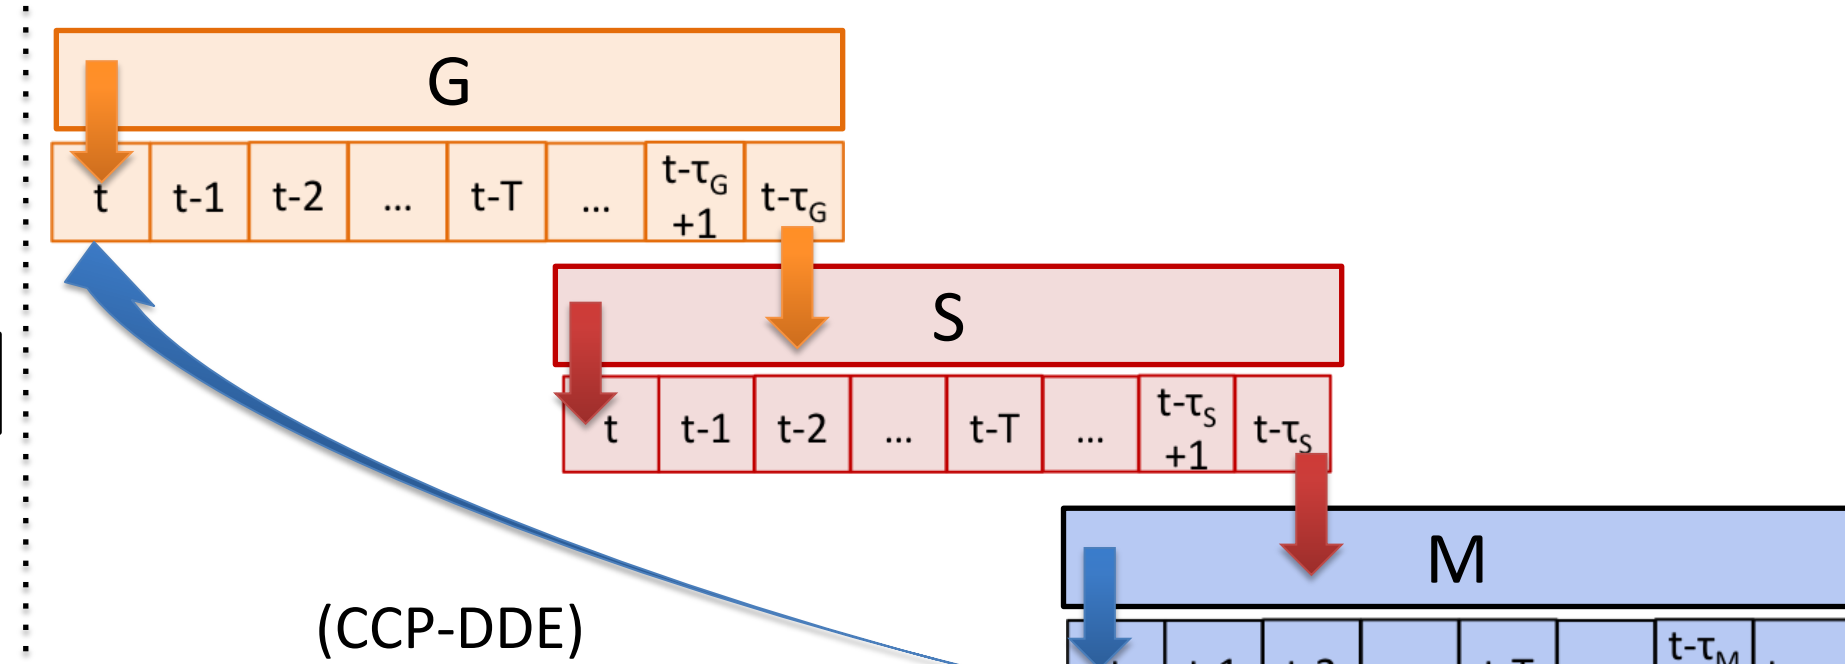 G
t t-1 t-2 ... t-T ... t-τG +1 t-τG
S
t t-1 t-2 ... t-T ... t-τS +1 t-τS
M
(CCP-DDE)
t-τM